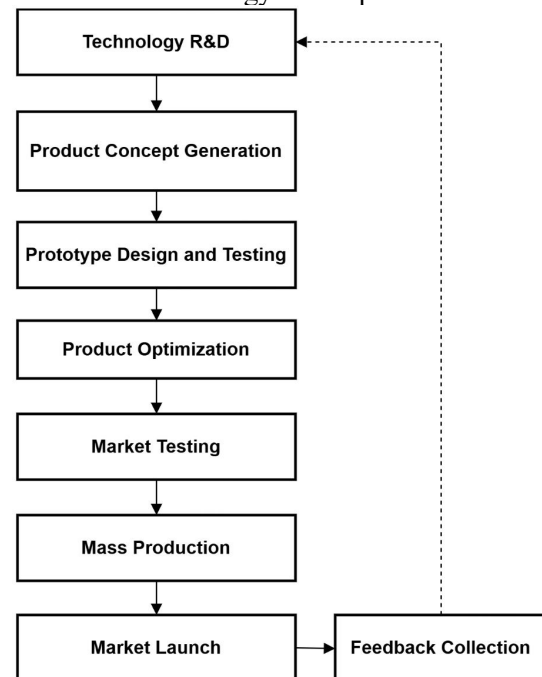 Technology R&D
Product Concept Generation
Prototype Design and Testing
Product Optimization
Market Testing
Mass Production
Market Launch
Feedback Collection